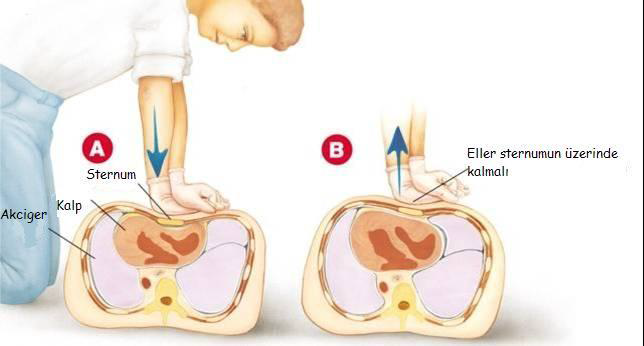 A
B
Sternum
Kalp
Akciger
Eller sternumun üzerinde
kalmalı